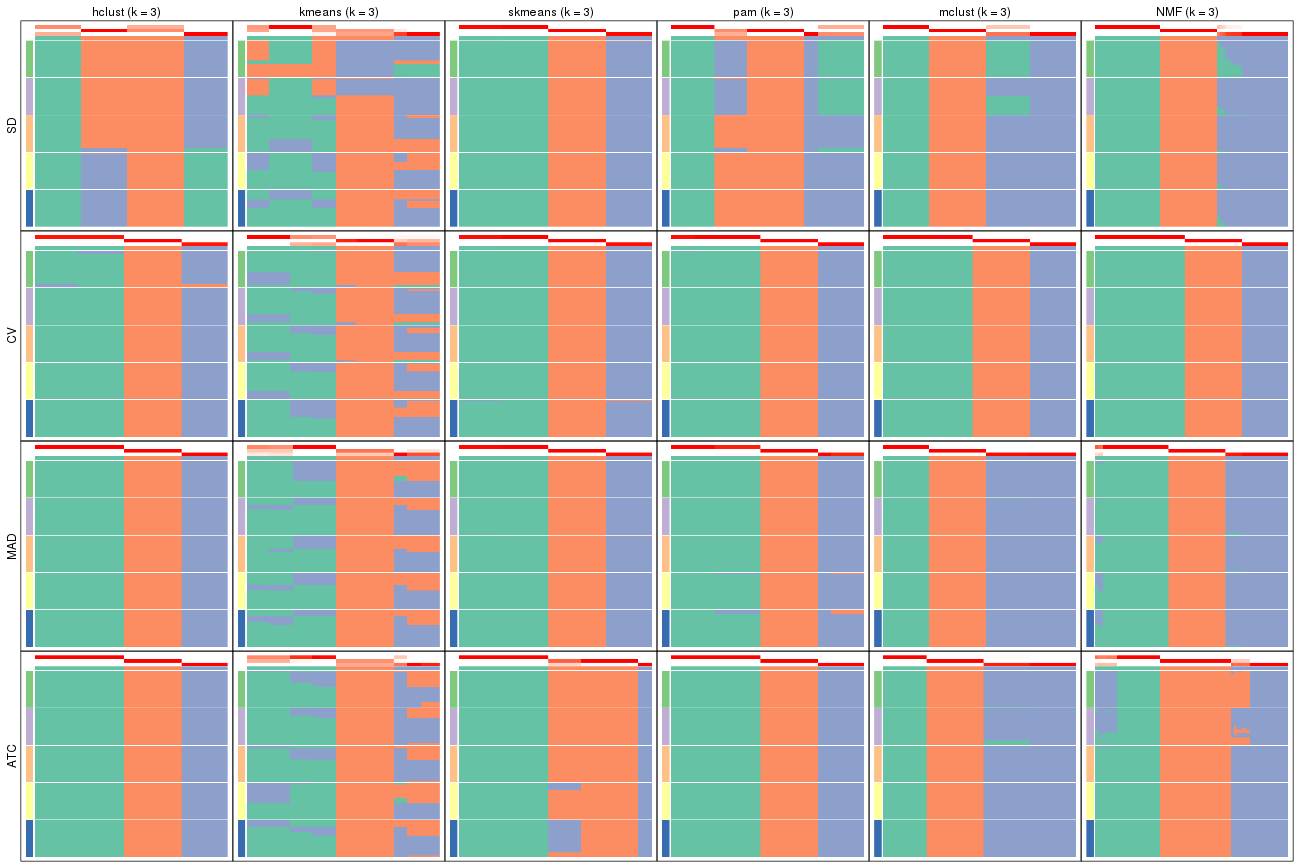 hclust (k = 3) kmeans (k = 3) skmeans (k = 3) pam (k = 3) mclust (k = 3) NMF (k = 3)
SD
CV
MAD
ATC